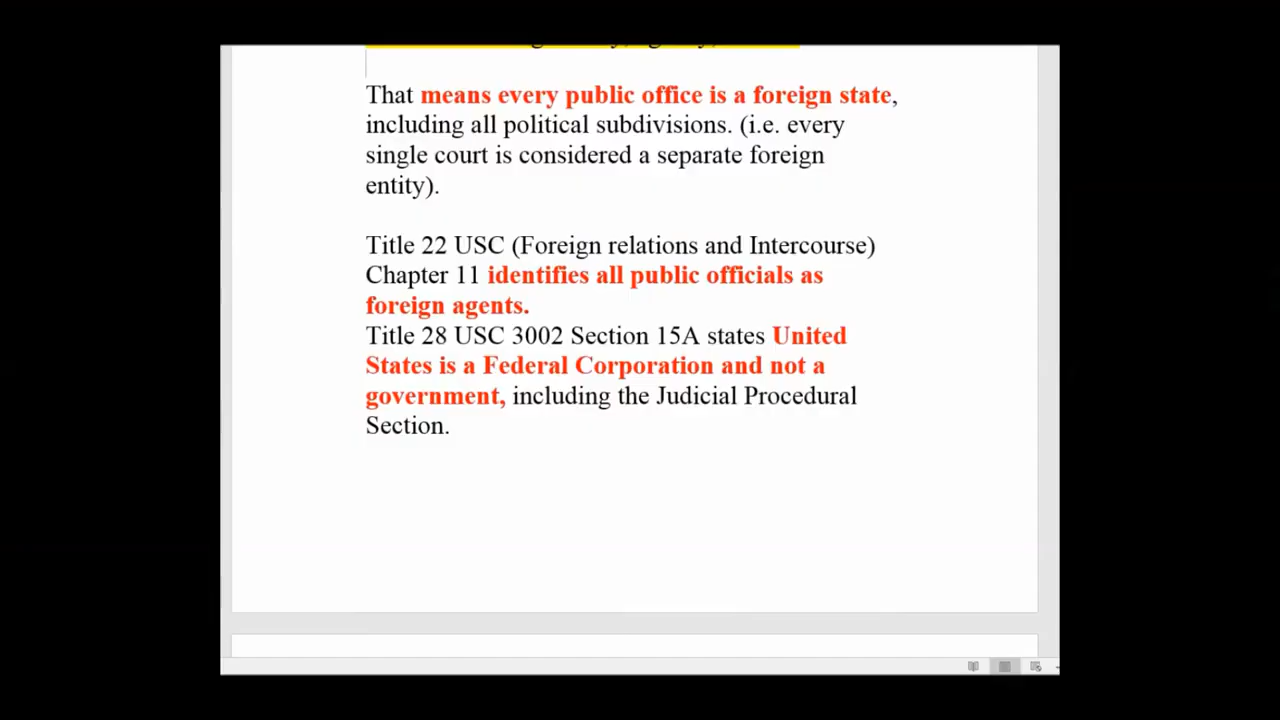 That means every public office is a foreign state,
including all political subdivisions. (i.e. every
single court is considered a separate foreign
entity).
Title 22 USC (Foreign relations and Intercourse)
Chapter 11 identifies all public officials as
foreign agents.
Title 28 USC 3002 Section 15A states United
States is a Federal Corporation and not a
government, including the Judicial Procedural
Section.